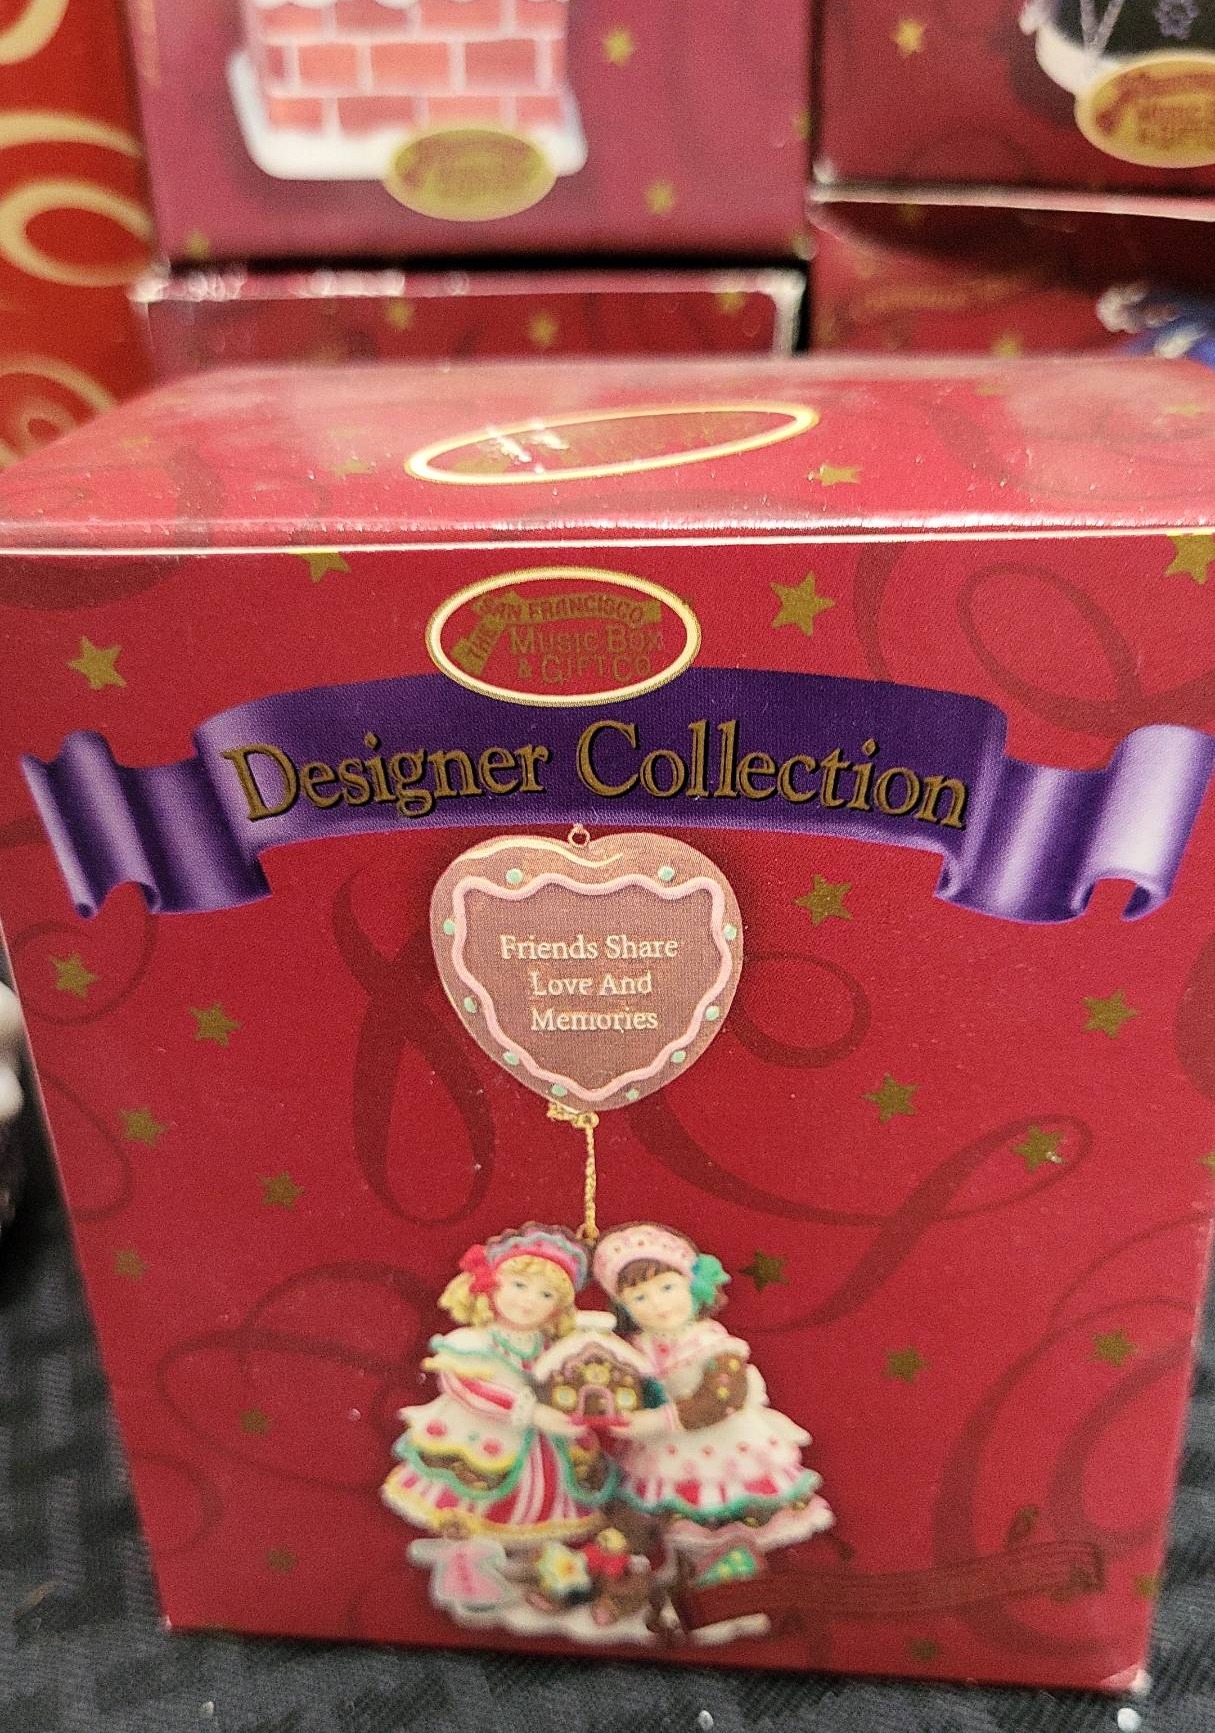 THE SAN FRANCISCO
MUSIC BOX
& GIFT CO
Designer Collection
Friends Share
Love And
Memories